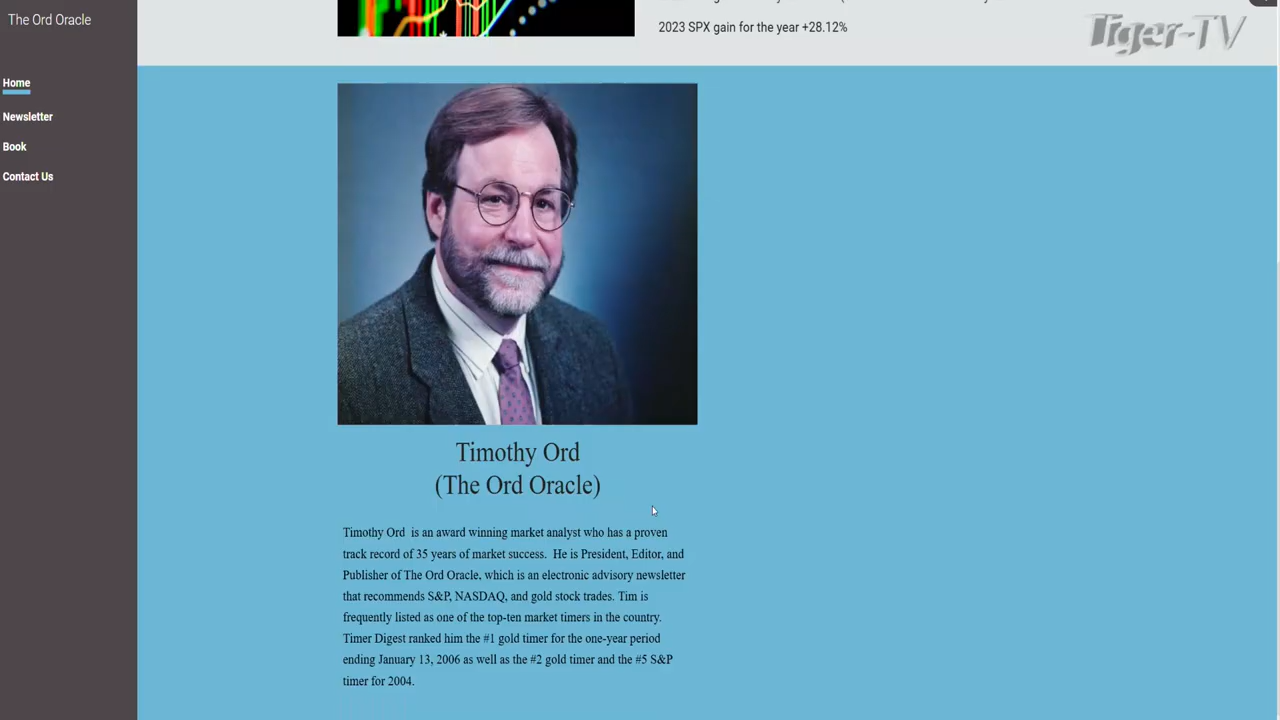 The Ord Oracle
2023 SPX gain for the year +28.12%
Tiger-TV
Home
Newsletter
Book
Contact Us
Timothy Ord
(The Ord Oracle)
Timothy Ord is an award winning market analyst who has a proven
track record of 35 years of market success. He is President, Editor, and
Publisher of The Ord Oracle, which is an electronic advisory newsletter
that recommends S&P, NASDAQ, and gold stock trades. Tim is
frequently listed as one of the top-ten market timers in the country.
Timer Digest ranked him the #1 gold timer for the one-year period
ending January 13, 2006 as well as the #2 gold timer and the #5 S&P
timer for 2004.